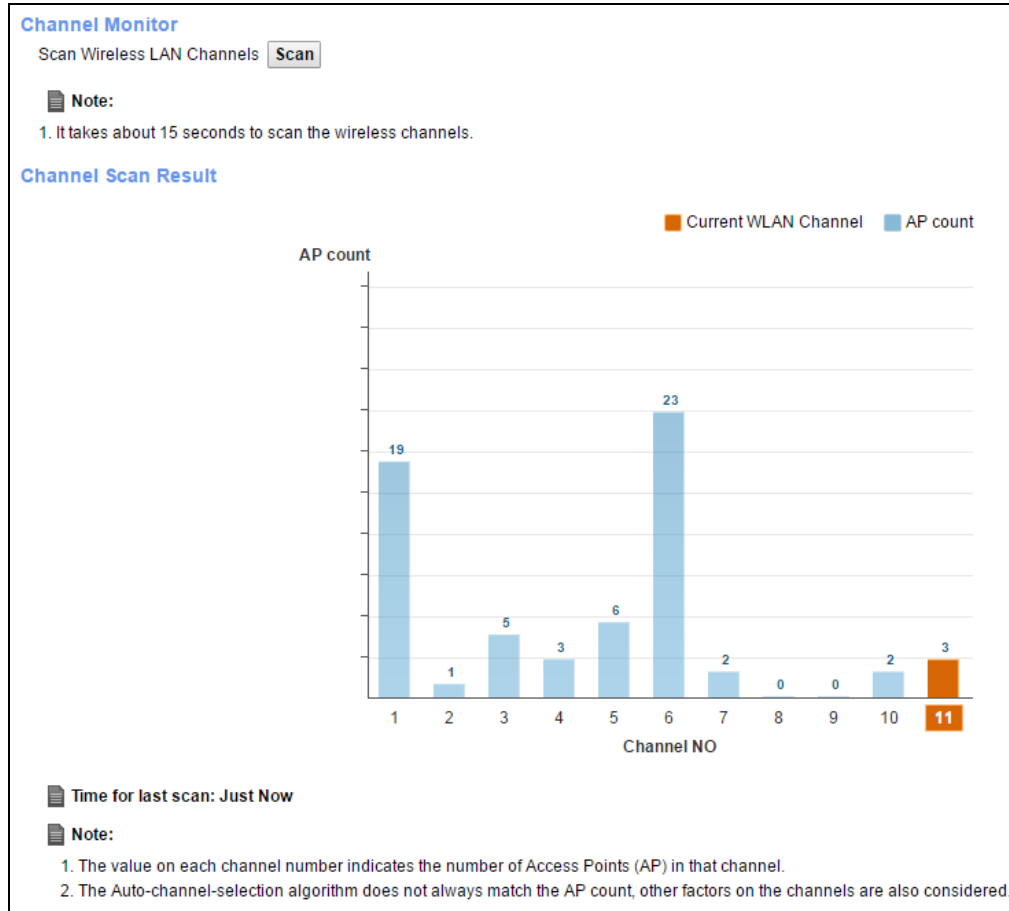 Channel Monitor
Scan Wireless LAN Channels Scan
Note:
1. It takes about 15 seconds to scan the wireless channels.
Channel Scan Result
Current WLAN Channel AP count
AP count
19
1
5
3
6
23
2
0
0
2
3
1 2 3 4 5 6 7 8 9 10 11
Channel NO
Time for last scan: Just Now
Note:
1. The value on each channel number indicates the number of Access Points (AP) in that channel.
2. The Auto-channel-selection algorithm does not always match the AP count, other factors on the channels are also considered.